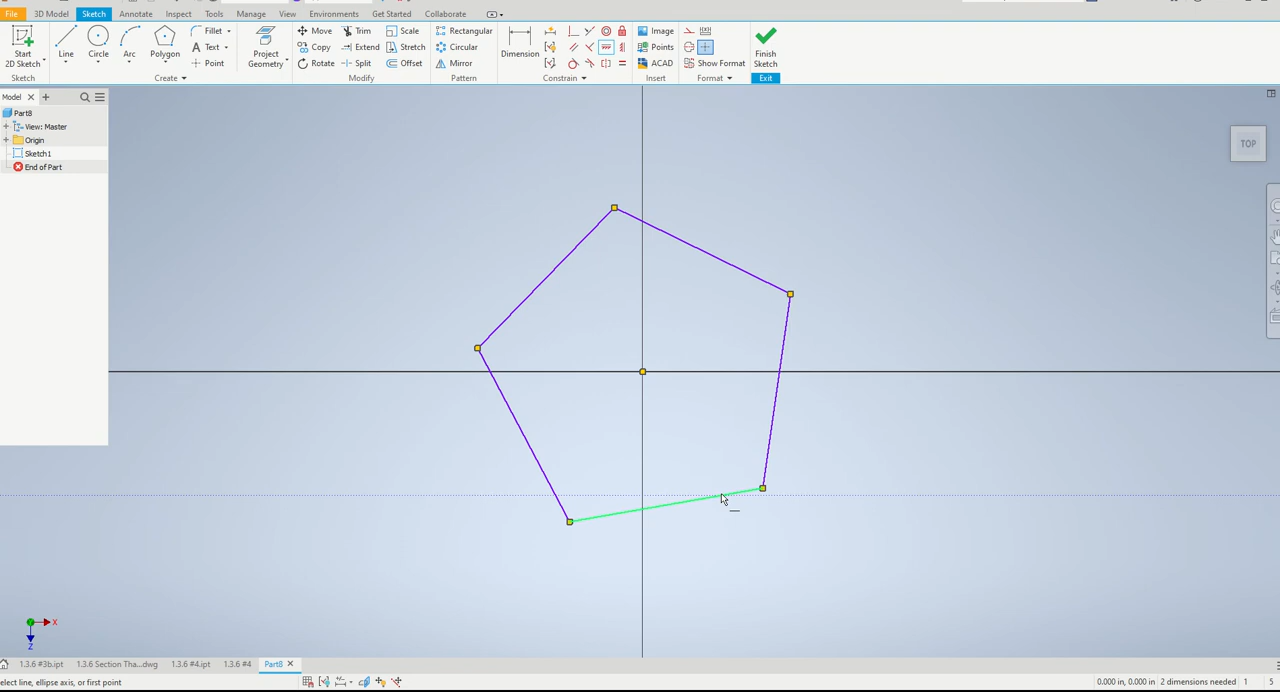 File 3D Model Sketch Annotate Inspect Tools Manage View Environments Get Started Collaborate
Start 2D Sketch Line Circle Arc Polygon Fillet Text Point Project Geometry
Move Trim Scale
Copy Extend Stretch
Rotate Split Offset
Rectangular
Circular
Mirror
Dimension
Image
Points
ACAD
Show Format
Finish Sketch
Sketch Create Modify Pattern Constrain Insert Format Exit
Model
Part8
View: Master
Origin
Sketch1
End of Part
TOP
X
Z
1.3.6 #3b.ipt 1.3.6 Section Tha...dwg 1.3.6 #4.ipt 1.3.6 #4 Part8
elect line, ellipse axis, or first point 0.000 in, 0.000 in 2 dimensions needed 1 5